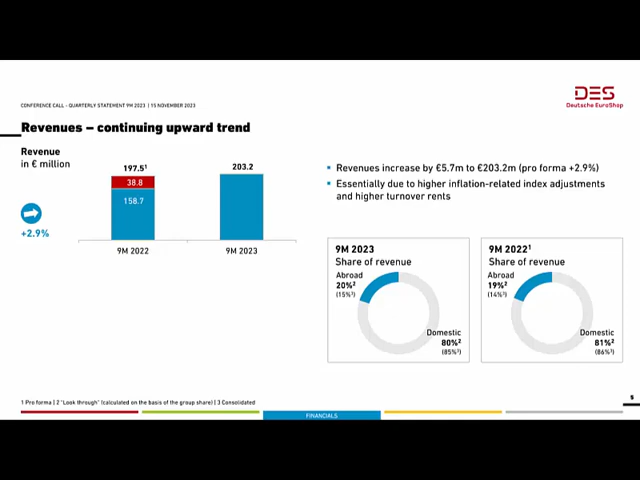 CONFERENCE CALL - QUARTERLY STATEMENT 9M 2023 | 15 NOVEMBER 2023
DES
Deutsche EuroShop
Revenues – continuing upward trend
Revenue
in € million
197.5¹
38.8
158.7
203.2
+2.9%
9M 2022
9M 2023
Revenues increase by €5.7m to €203.2m (pro forma +2.9%)
Essentially due to higher inflation-related index adjustments
and higher turnover rents
9M 2023
Share of revenue
Abroad
20%²
(15%³)
Domestic
80%²
(85%³)
9M 2022¹
Share of revenue
Abroad
19%²
(14%³)
Domestic
81%²
(86%³)
1 Pro forma | 2 "Look through" (calculated on the basis of the group share) | 3 Consolidated
5
FINANCIALS